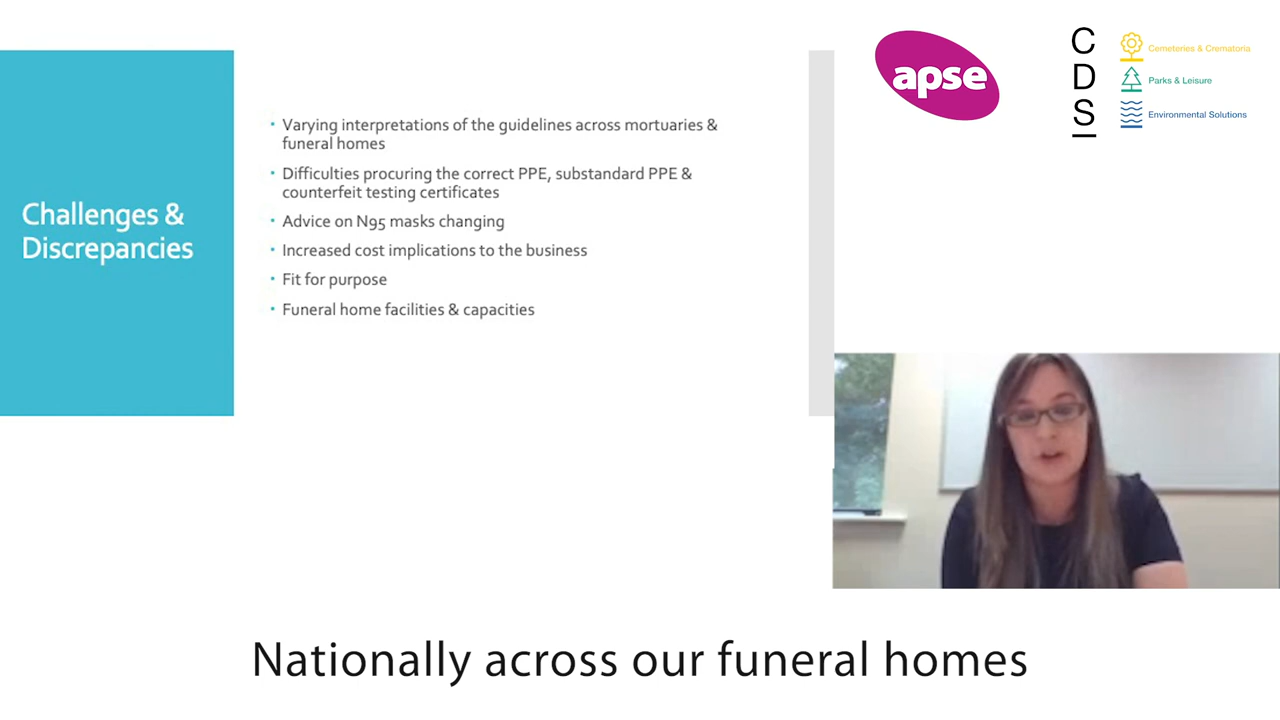 Challenges &
Discrepancies
• Varying interpretations of the guidelines across mortuaries &
funeral homes
• Difficulties procuring the correct PPE, substandard PPE &
counterfeit testing certificates
• Advice on N95 masks changing
• Increased cost implications to the business
• Fit for purpose
• Funeral home facilities & capacities
apse
C
D
S
Cemeteries & Crematoria
Parks & Leisure
Environmental Solutions
Nationally across our funeral homes